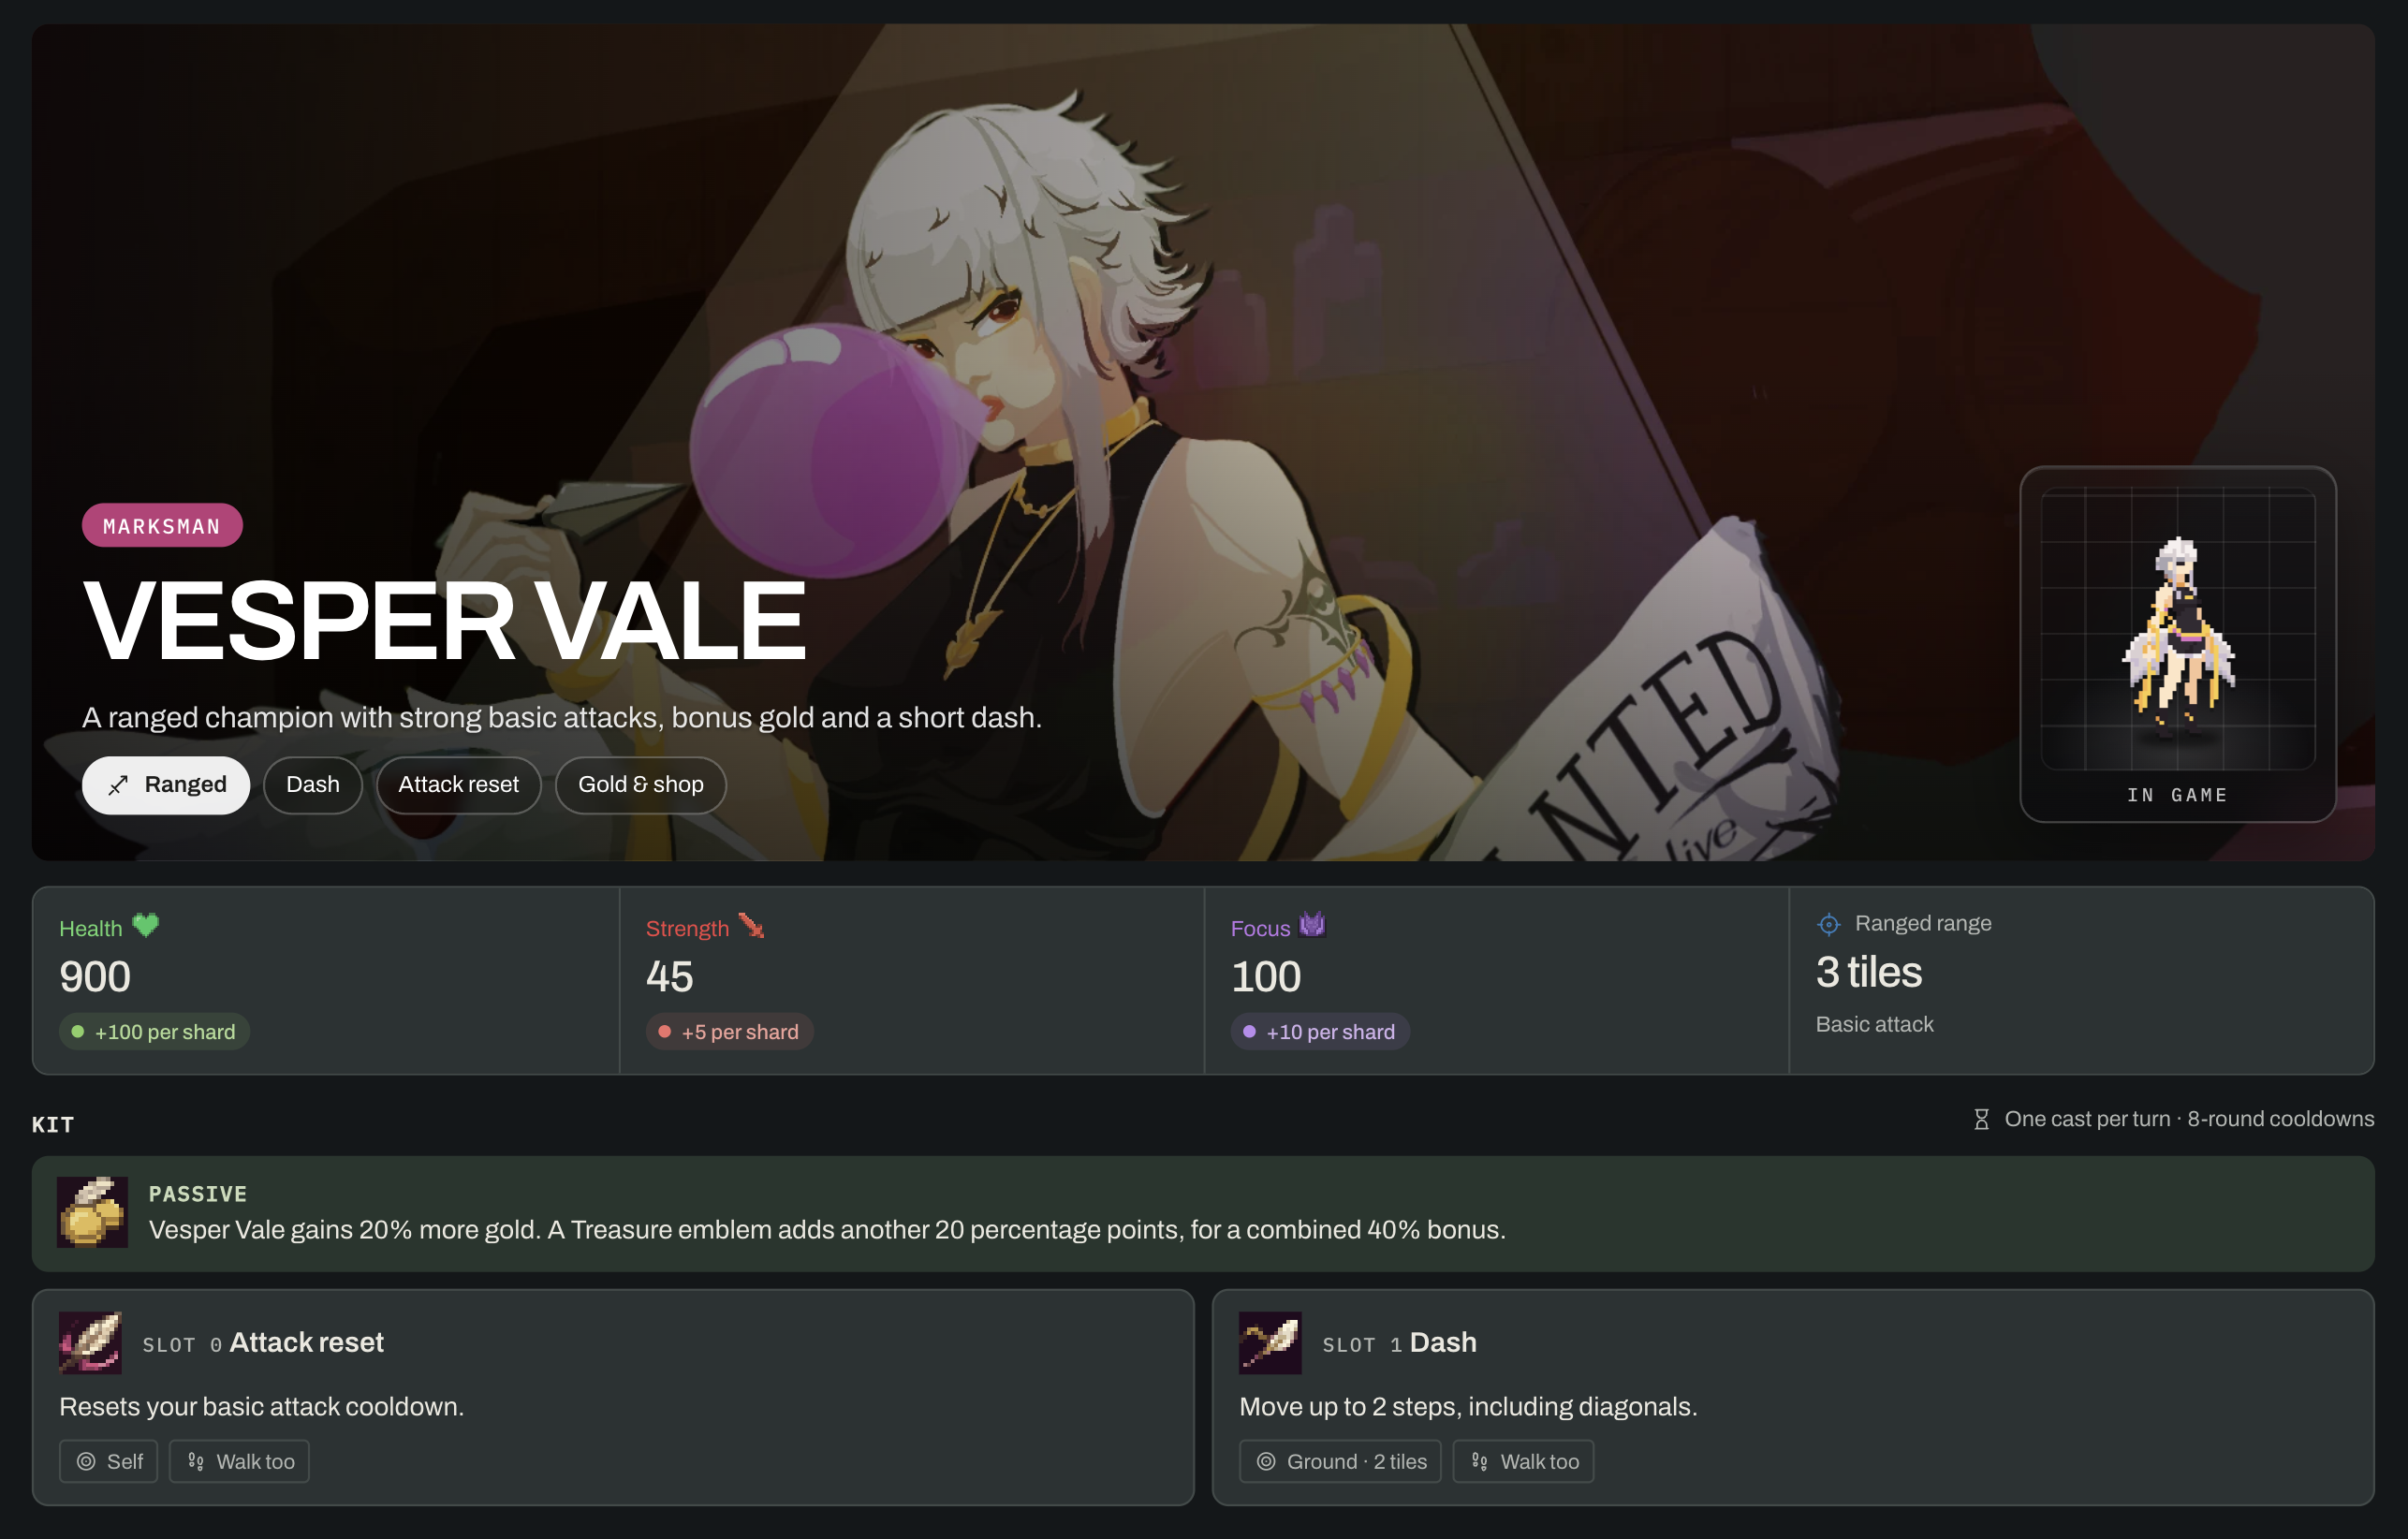 MARKSMAN
VESPER VALE
A ranged champion with strong basic attacks, bonus gold and a short dash.
Ranged
Dash
Attack reset
Gold & shop
NTED
live
IN GAME
Health
900
+100 per shard
Strength
45
+5 per shard
Focus
100
+10 per shard
Ranged range
3 tiles
Basic attack
KIT
One cast per turn · 8-round cooldowns
PASSIVE
Vesper Vale gains 20% more gold. A Treasure emblem adds another 20 percentage points, for a combined 40% bonus.
SLOT 0 Attack reset
Resets your basic attack cooldown.
Self
Walk too
SLOT 1 Dash
Move up to 2 steps, including diagonals.
Ground · 2 tiles
Walk too